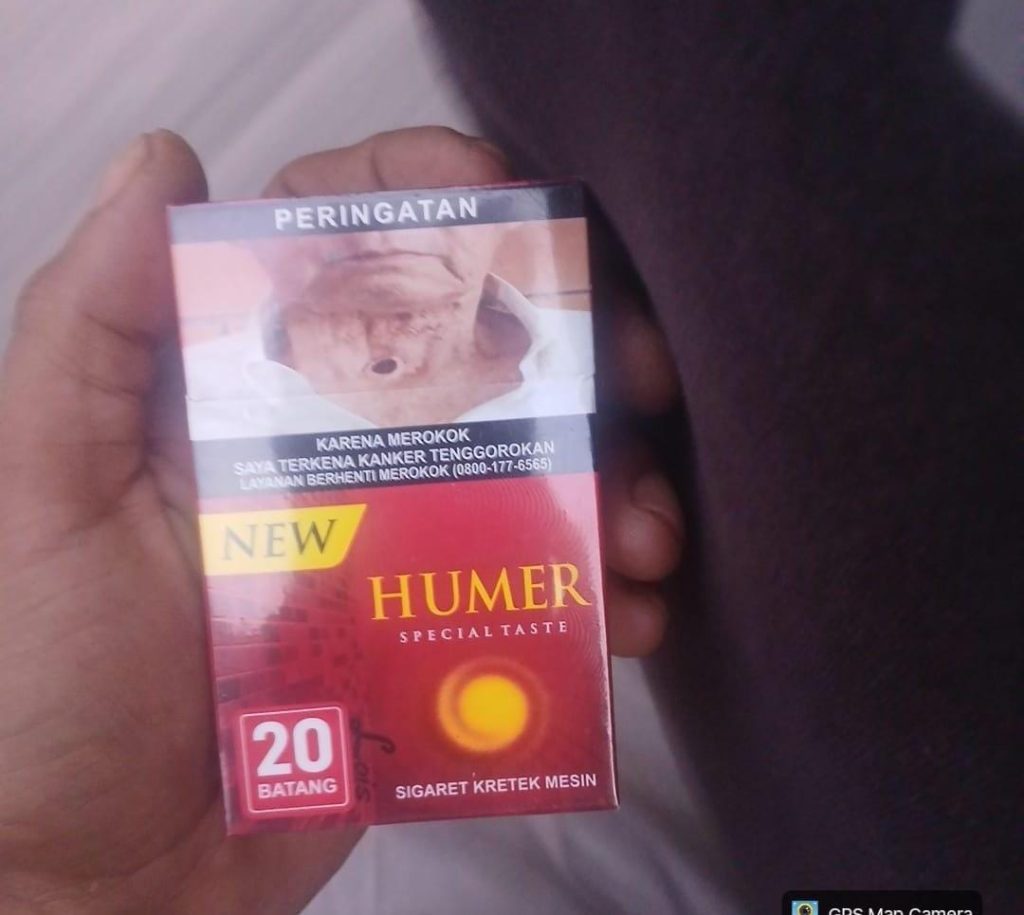 PERINGATAN
KARENA MEROKOK
SAYA TERKENA KANKER TENGGOROKAN
LAYANAN BERHENTI MEROKOK (0800-177-6565)
NEW
HUMER
SPECIAL TASTE
20
BATANG
SIGARET KRETEK MESIN
GPS Map Camera